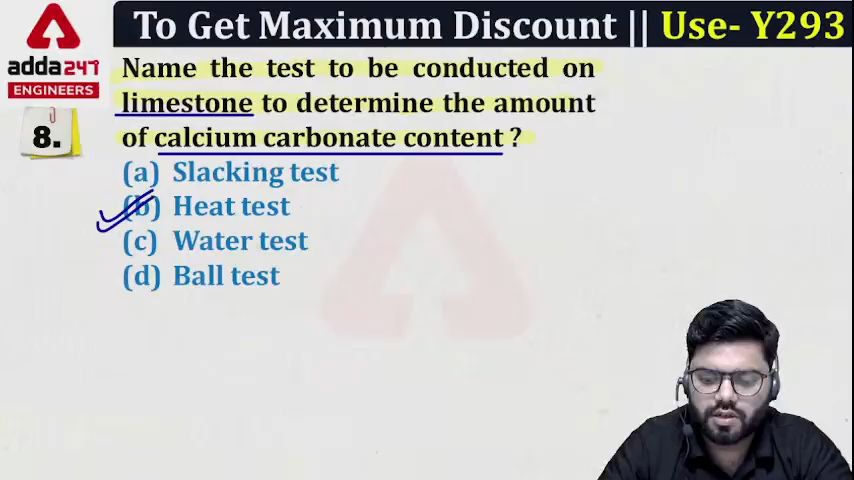 To Get Maximum Discount || Use- Y293
adda247
ENGINEERS
8.
Name the test to be conducted on
limestone to determine the amount
of calcium carbonate content ?
(a) Slacking test
(b) Heat test
(c) Water test
(d) Ball test